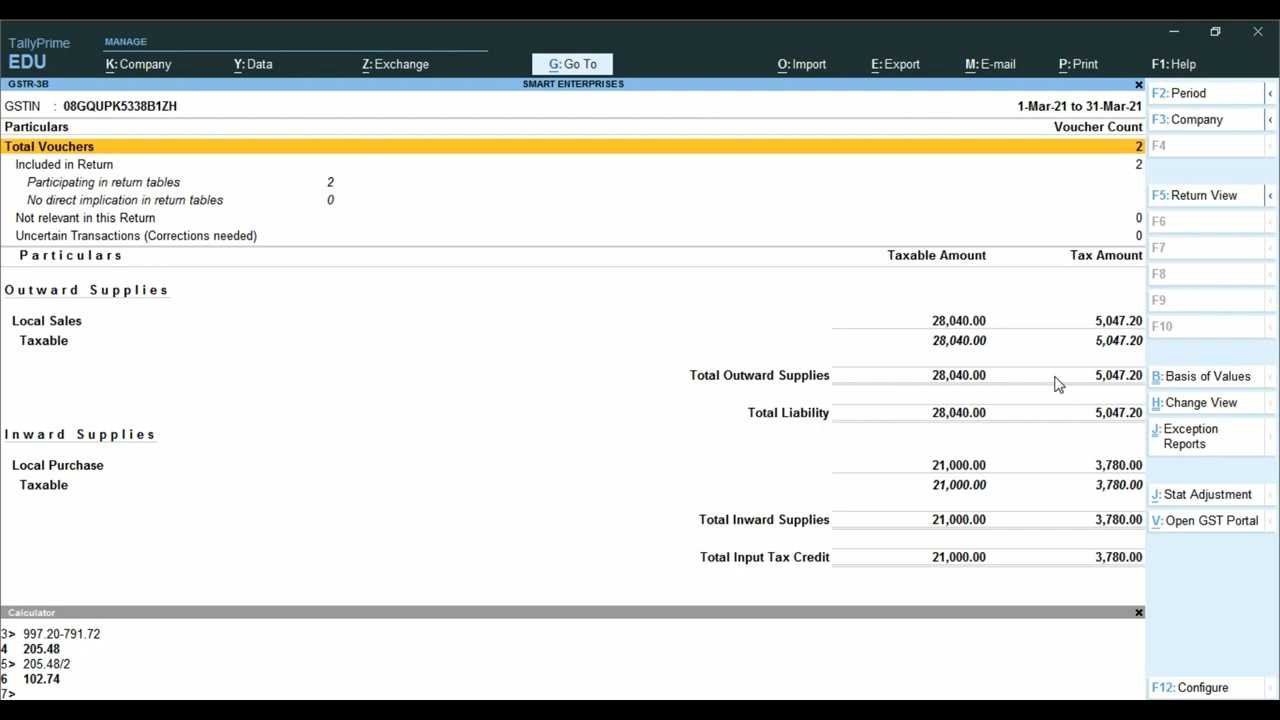 TallyPrime
EDU
MANAGE
K: Company Y: Data Z: Exchange G: Go To O: Import E: Export M: E-mail P: Print F1: Help
GSTR-3B SMART ENTERPRISES
GSTIN : 08GQUPK5338B1ZH 1-Mar-21 to 31-Mar-21
Particulars Voucher Count
Total Vouchers 2
Included in Return 2
Participating in return tables 2
No direct implication in return tables 0
Not relevant in this Return 0
Uncertain Transactions (Corrections needed) 0
Particulars Taxable Amount Tax Amount
Outward Supplies
Local Sales 28,040.00 5,047.20
Taxable 28,040.00 5,047.20
Total Outward Supplies 28,040.00 5,047.20
Total Liability 28,040.00 5,047.20
Inward Supplies
Local Purchase 21,000.00 3,780.00
Taxable 21,000.00 3,780.00
Total Inward Supplies 21,000.00 3,780.00
Total Input Tax Credit 21,000.00 3,780.00
Calculator
3> 997.20-791.72
4 205.48
5> 205.48/2
6 102.74
7>
F2: Period
F3: Company
F4
F5: Return View
F6
F7
F8
F9
F10
B: Basis of Values
H: Change View
J: Exception
Reports
J: Stat Adjustment
V: Open GST Portal
F12: Configure